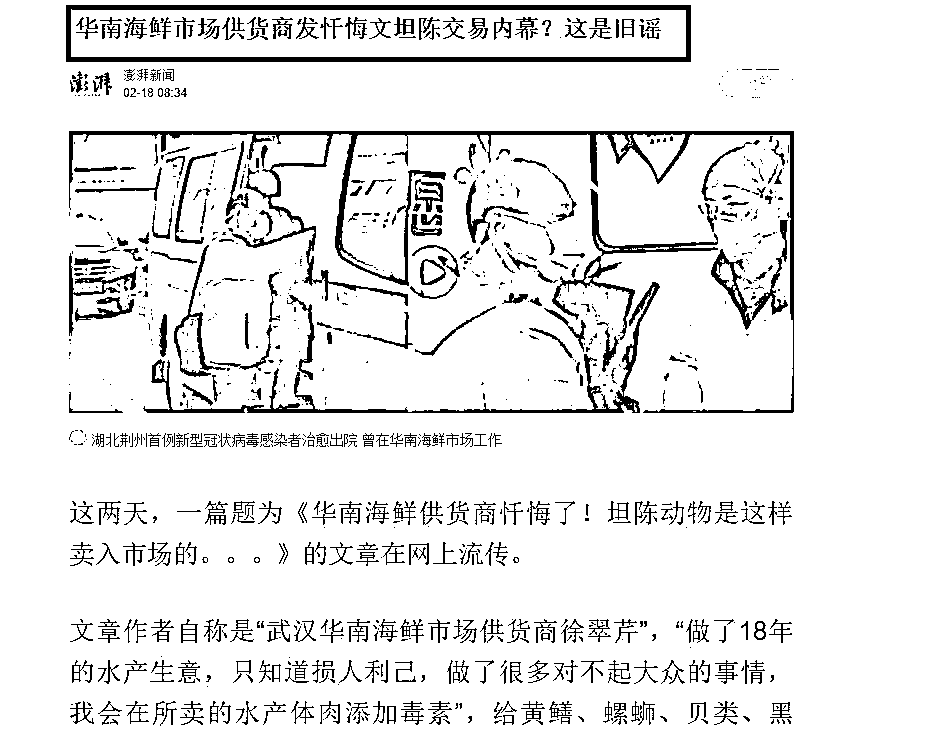 华南海鲜市场供货商发忏悔文坦陈交易内幕？这是旧谣
澎湃
澎湃新闻
02-18 08:34
湖北荆州首例新型冠状病毒感染者治愈出院 曾在华南海鲜市场工作
这两天，一篇题为《华南海鲜供货商忏悔了！坦陈动物是这样
卖入市场的。。。》的文章在网上流传。
文章作者自称是“武汉华南海鲜市场供货商徐翠芹”，“做了18年
的水产生意，只知道损人利己，做了很多对不起大众的事情，
我会在所卖的水产体肉添加毒素”，给黄鳝、螺蛳、贝类、黑